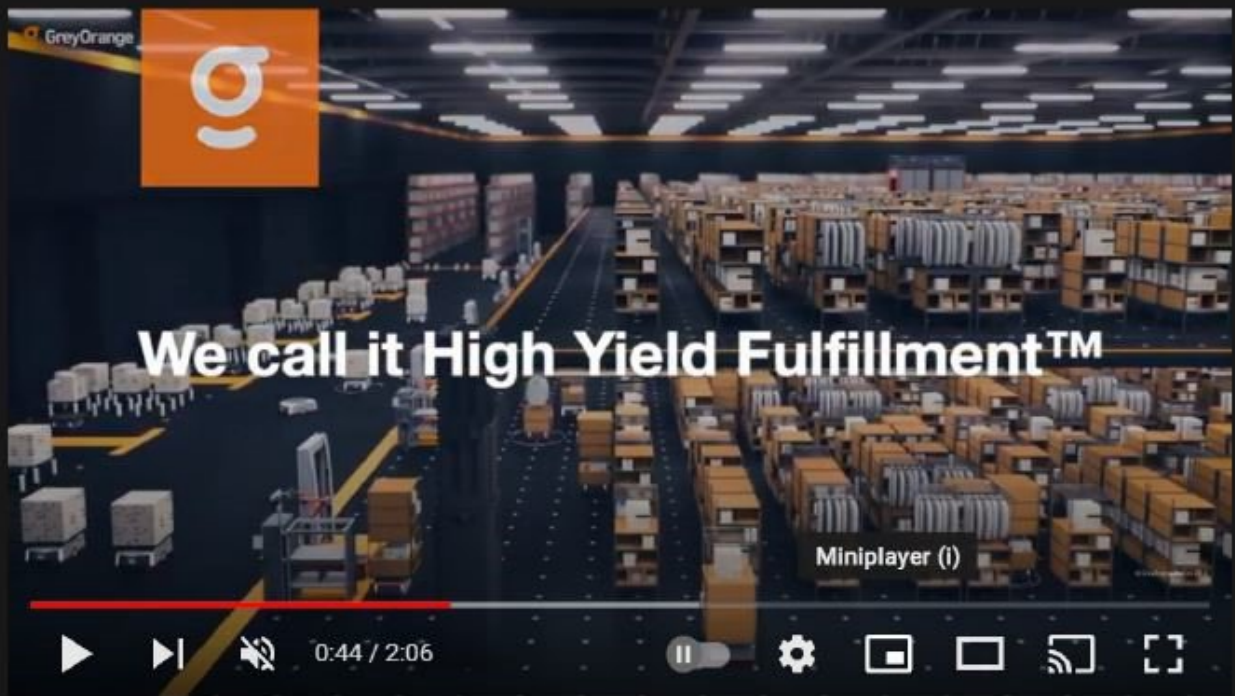 GreyOrange
g
We call it High Yield Fulfillment™
Miniplayer (i)
0:44 / 2:06